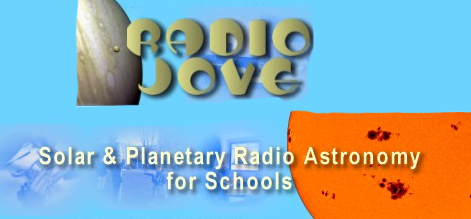 RADIO
JOVE
Solar & Planetary Radio Astronomy
for Schools